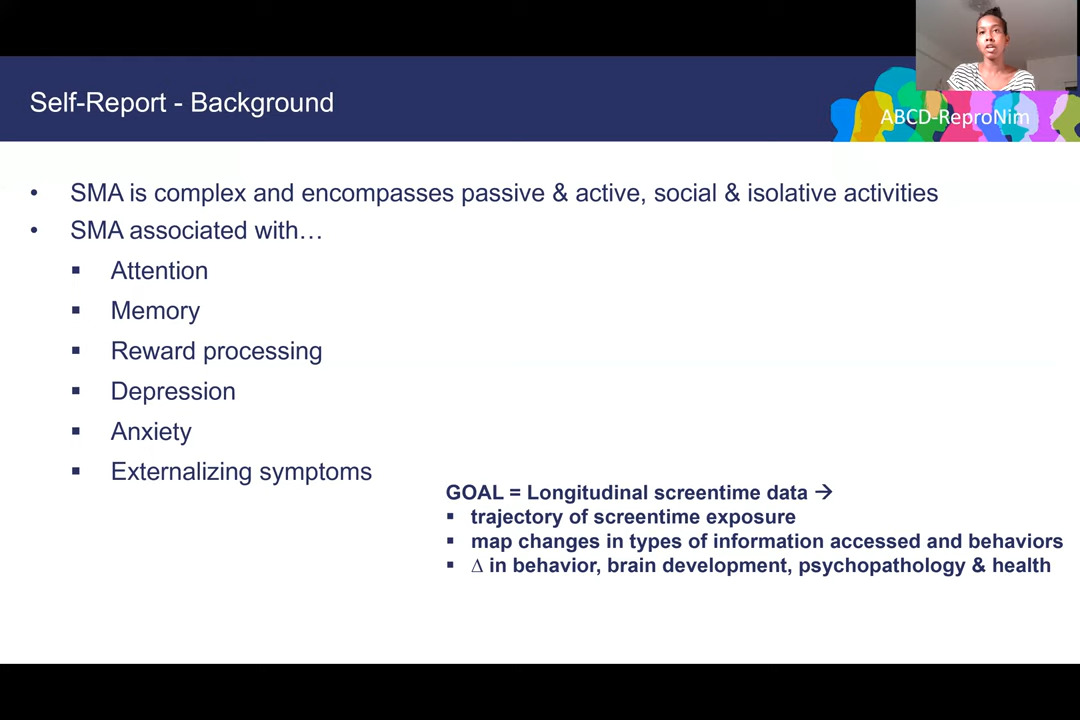 Self-Report - Background
ABCD-ReproNim
• SMA is complex and encompasses passive & active, social & isolative activities
• SMA associated with…
▪ Attention
▪ Memory
▪ Reward processing
▪ Depression
▪ Anxiety
▪ Externalizing symptoms
GOAL = Longitudinal screentime data →
▪ trajectory of screentime exposure
▪ map changes in types of information accessed and behaviors
▪ ∆ in behavior, brain development, psychopathology & health